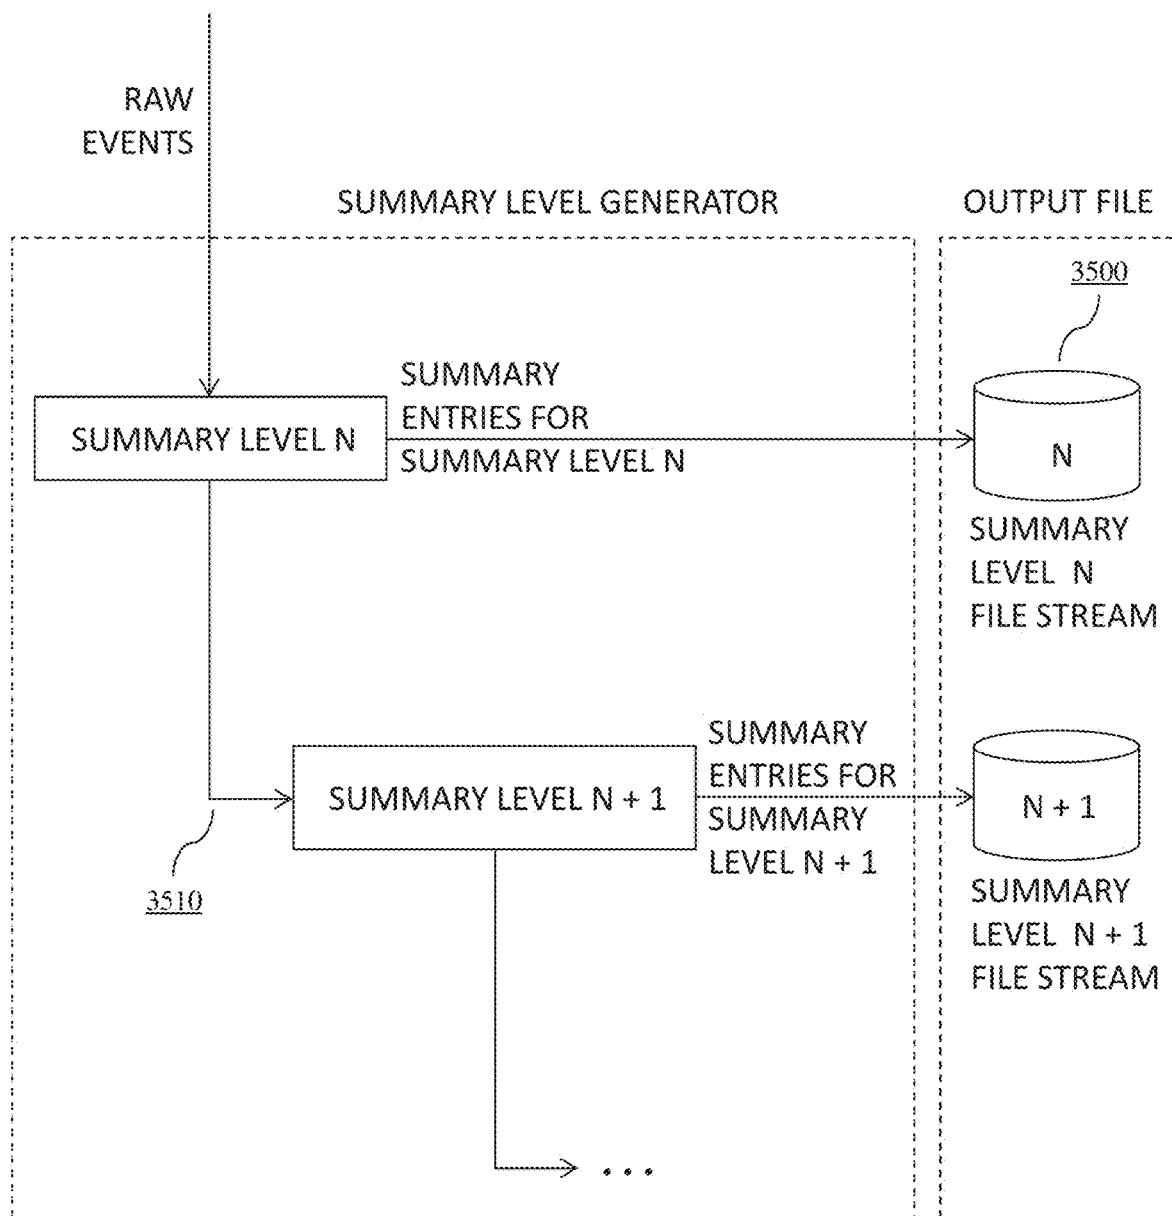 RAW
EVENTS
SUMMARY LEVEL GENERATOR
OUTPUT FILE
3500
SUMMARY
ENTRIES FOR
SUMMARY LEVEL N
SUMMARY LEVEL N
N
SUMMARY
LEVEL N
FILE STREAM
SUMMARY
ENTRIES FOR
SUMMARY
LEVEL N + 1
SUMMARY LEVEL N + 1
N + 1
3510
SUMMARY
LEVEL N + 1
FILE STREAM
...